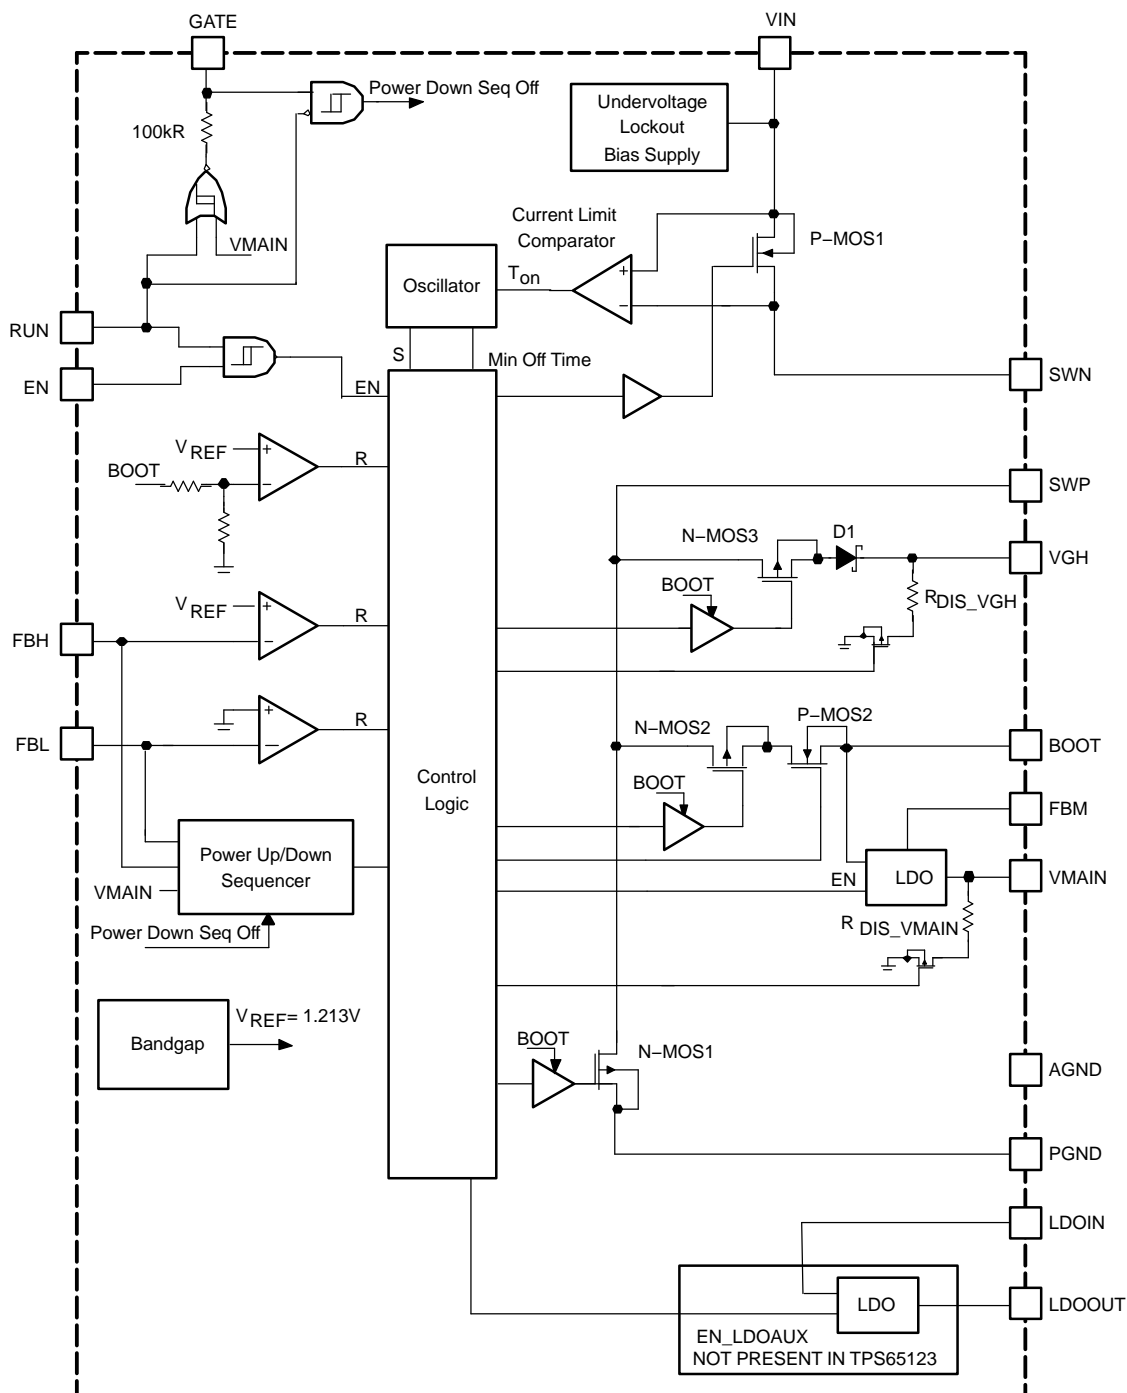 GATE
VIN
Power Down Seq Off
100kR
Undervoltage
Lockout
Bias Supply
VMAIN
Current Limit
Comparator
P–MOS1
Oscillator
Ton
+
–
RUN
EN
S
Min Off Time
EN
SWN
VREF
+
–
BOOT
R
SWP
N–MOS3
D1
VGH
BOOT
RDIS_VGH
VREF
+
–
R
FBH
+
–
R
FBL
N–MOS2
P–MOS2
BOOT
BOOT
Control
Logic
FBM
Power Up/Down
Sequencer
VMAIN
EN
LDO
VMAIN
Power Down Seq Off
R DIS_VMAIN
Bandgap
VREF= 1.213V
BOOT
N–MOS1
AGND
PGND
LDOIN
LDO
LDOOUT
EN_LDOAUX
NOT PRESENT IN TPS65123